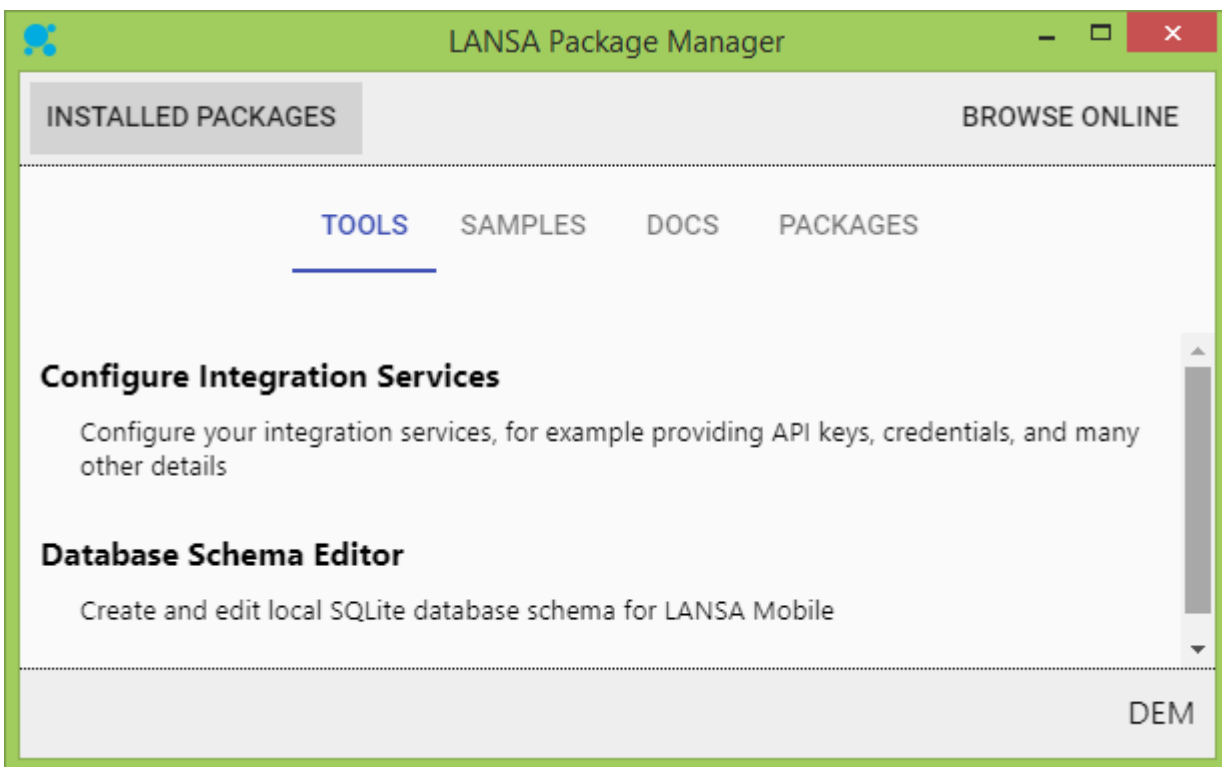 LANSA Package Manager
INSTALLED PACKAGES
BROWSE ONLINE
TOOLS SAMPLES DOCS PACKAGES
Configure Integration Services
Configure your integration services, for example providing API keys, credentials, and many
other details
Database Schema Editor
Create and edit local SQLite database schema for LANSA Mobile
DEM